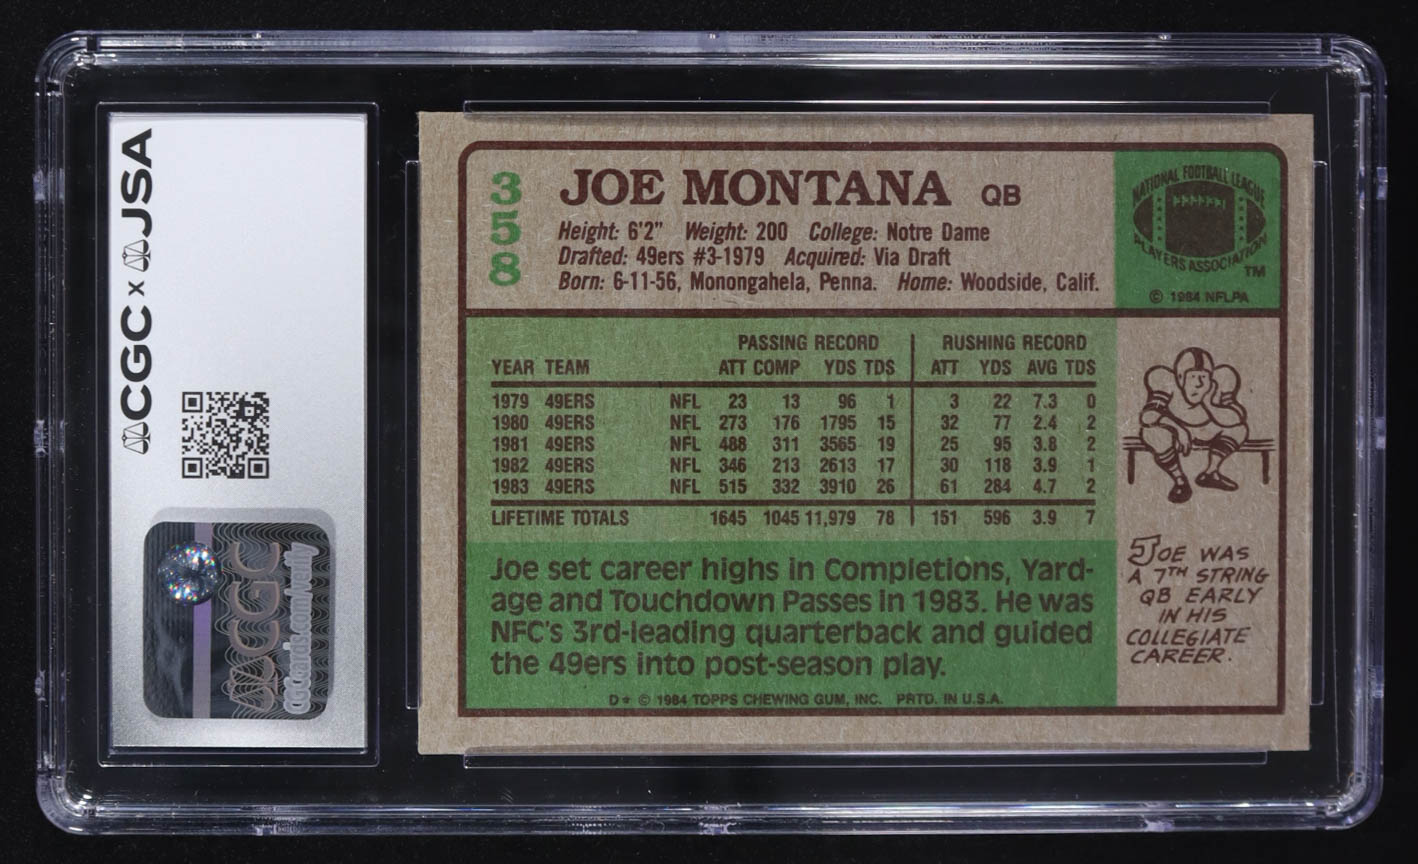 CGC x JSA
CGC
CGCcards.com/verify
358
JOE MONTANA QB
Height: 6'2" Weight: 200 College: Notre Dame
Drafted: 49ers #3-1979 Acquired: Via Draft
Born: 6-11-56, Monongahela, Penna. Home: Woodside, Calif.
NATIONAL FOOTBALL LEAGUE
PLAYERS ASSOCIATION
TM
© 1984 NFLPA
PASSING RECORD RUSHING RECORD
YEAR TEAM ATT COMP YDS TDS ATT YDS AVG TDS
1979 49ERS NFL 23 13 96 1 3 22 7.3 0
1980 49ERS NFL 273 176 1795 15 32 77 2.4 2
1981 49ERS NFL 488 311 3565 19 25 95 3.8 2
1982 49ERS NFL 346 213 2613 17 30 118 3.9 1
1983 49ERS NFL 515 332 3910 26 61 284 4.7 2
LIFETIME TOTALS 1645 1045 11,979 78 151 596 3.9 7
Joe set career highs in Completions, Yard-
age and Touchdown Passes in 1983. He was
NFC's 3rd-leading quarterback and guided
the 49ers into post-season play.
D* © 1984 TOPPS CHEWING GUM, INC. PRTD. IN U.S.A.
JOE WAS
A 7TH STRING
QB EARLY
IN HIS
COLLEGIATE
CAREER.